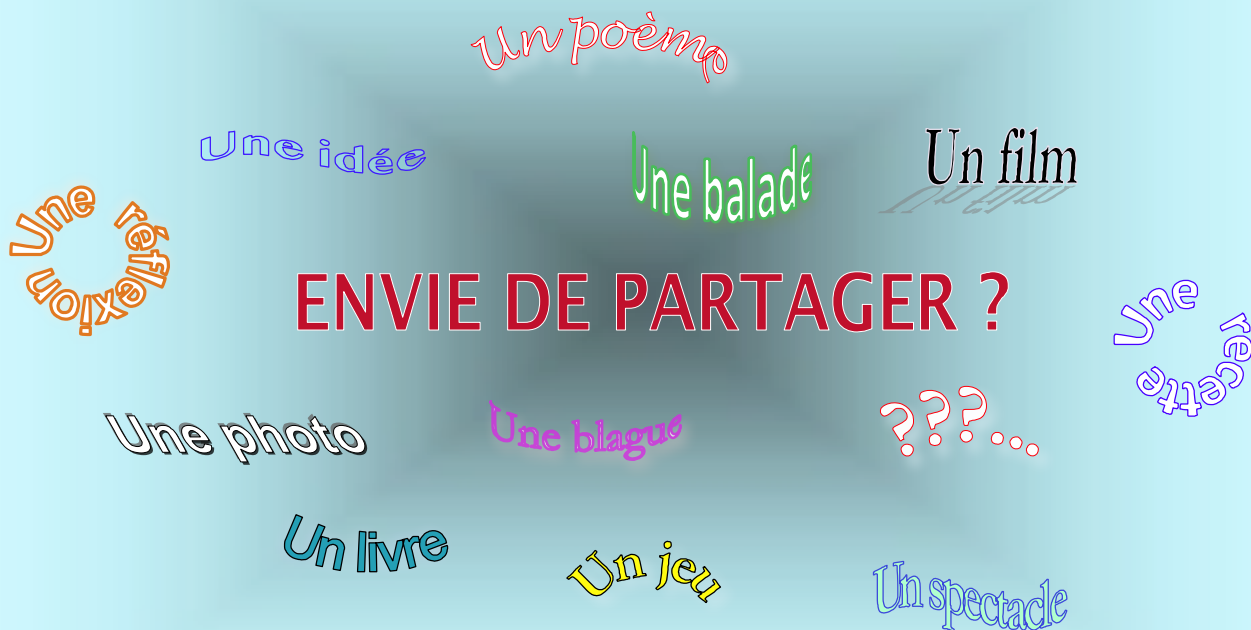 Un poème
Une idée
Une balade
Un film
Une réflexion
ENVIE DE PARTAGER ?
Une recette
Une photo
Une blague
???...
Un livre
Un jeu
Un spectacle